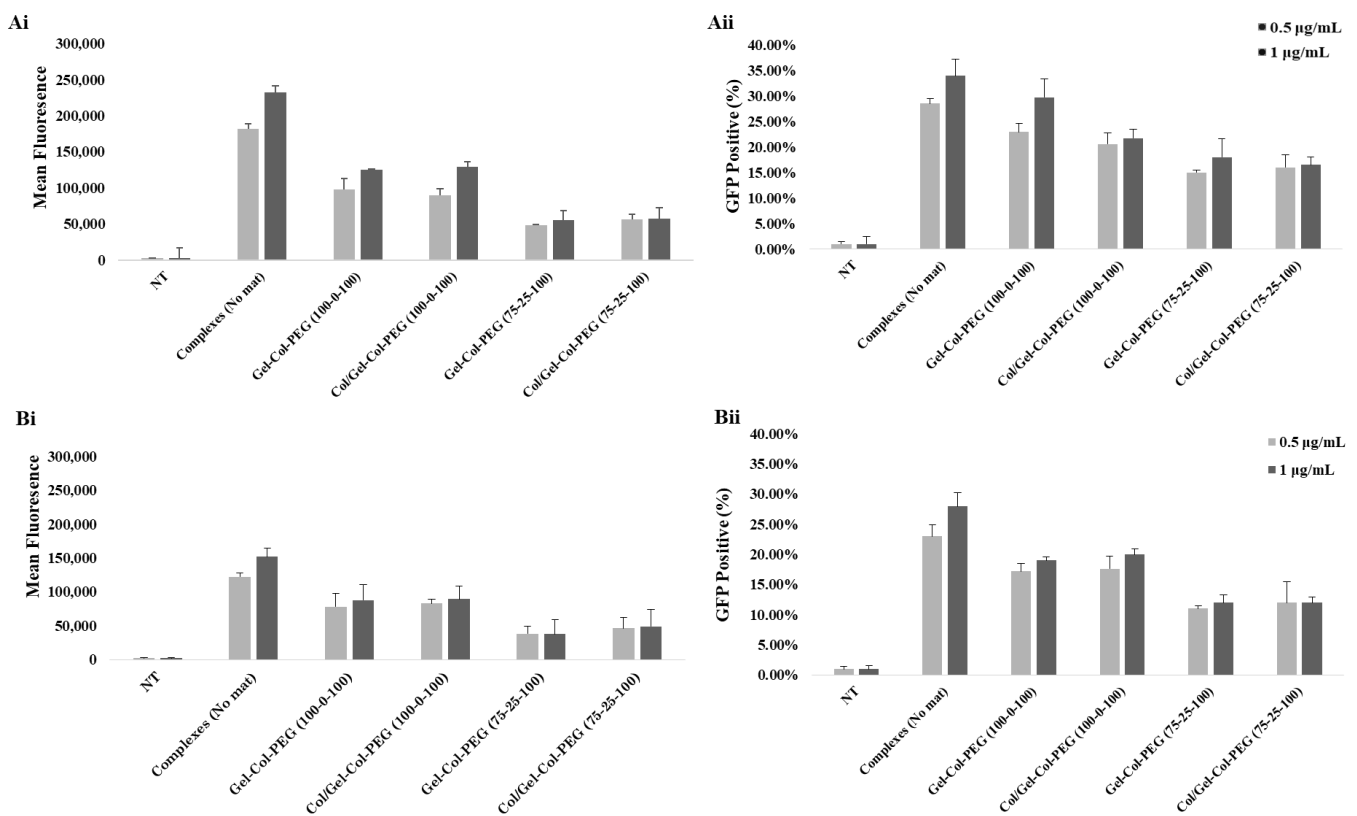 Ai
Mean Fluoresence
300,000
250,000
200,000
150,000
100,000
50,000
0
NT
Complexes (No mat)
Gel-Col-PEG (100-0-100)
Col/Gel-Col-PEG (100-0-100)
Gel-Col-PEG (75-25-100)
Col/Gel-Col-PEG (75-25-100)
Aii
0.5 µg/mL
1 µg/mL
GFP Positive (%)
40.00%
35.00%
30.00%
25.00%
20.00%
15.00%
10.00%
5.00%
0.00%
NT
Complexes (No mat)
Gel-Col-PEG (100-0-100)
Col/Gel-Col-PEG (100-0-100)
Gel-Col-PEG (75-25-100)
Col/Gel-Col-PEG (75-25-100)
Bi
Mean Fluoresence
300,000
250,000
200,000
150,000
100,000
50,000
0
NT
Complexes (No mat)
Gel-Col-PEG (100-0-100)
Col/Gel-Col-PEG (100-0-100)
Gel-Col-PEG (75-25-100)
Col/Gel-Col-PEG (75-25-100)
Bii
0.5 µg/mL
1 µg/mL
GFP Positive (%)
40.00%
35.00%
30.00%
25.00%
20.00%
15.00%
10.00%
5.00%
0.00%
NT
Complexes (No mat)
Gel-Col-PEG (100-0-100)
Col/Gel-Col-PEG (100-0-100)
Gel-Col-PEG (75-25-100)
Col/Gel-Col-PEG (75-25-100)